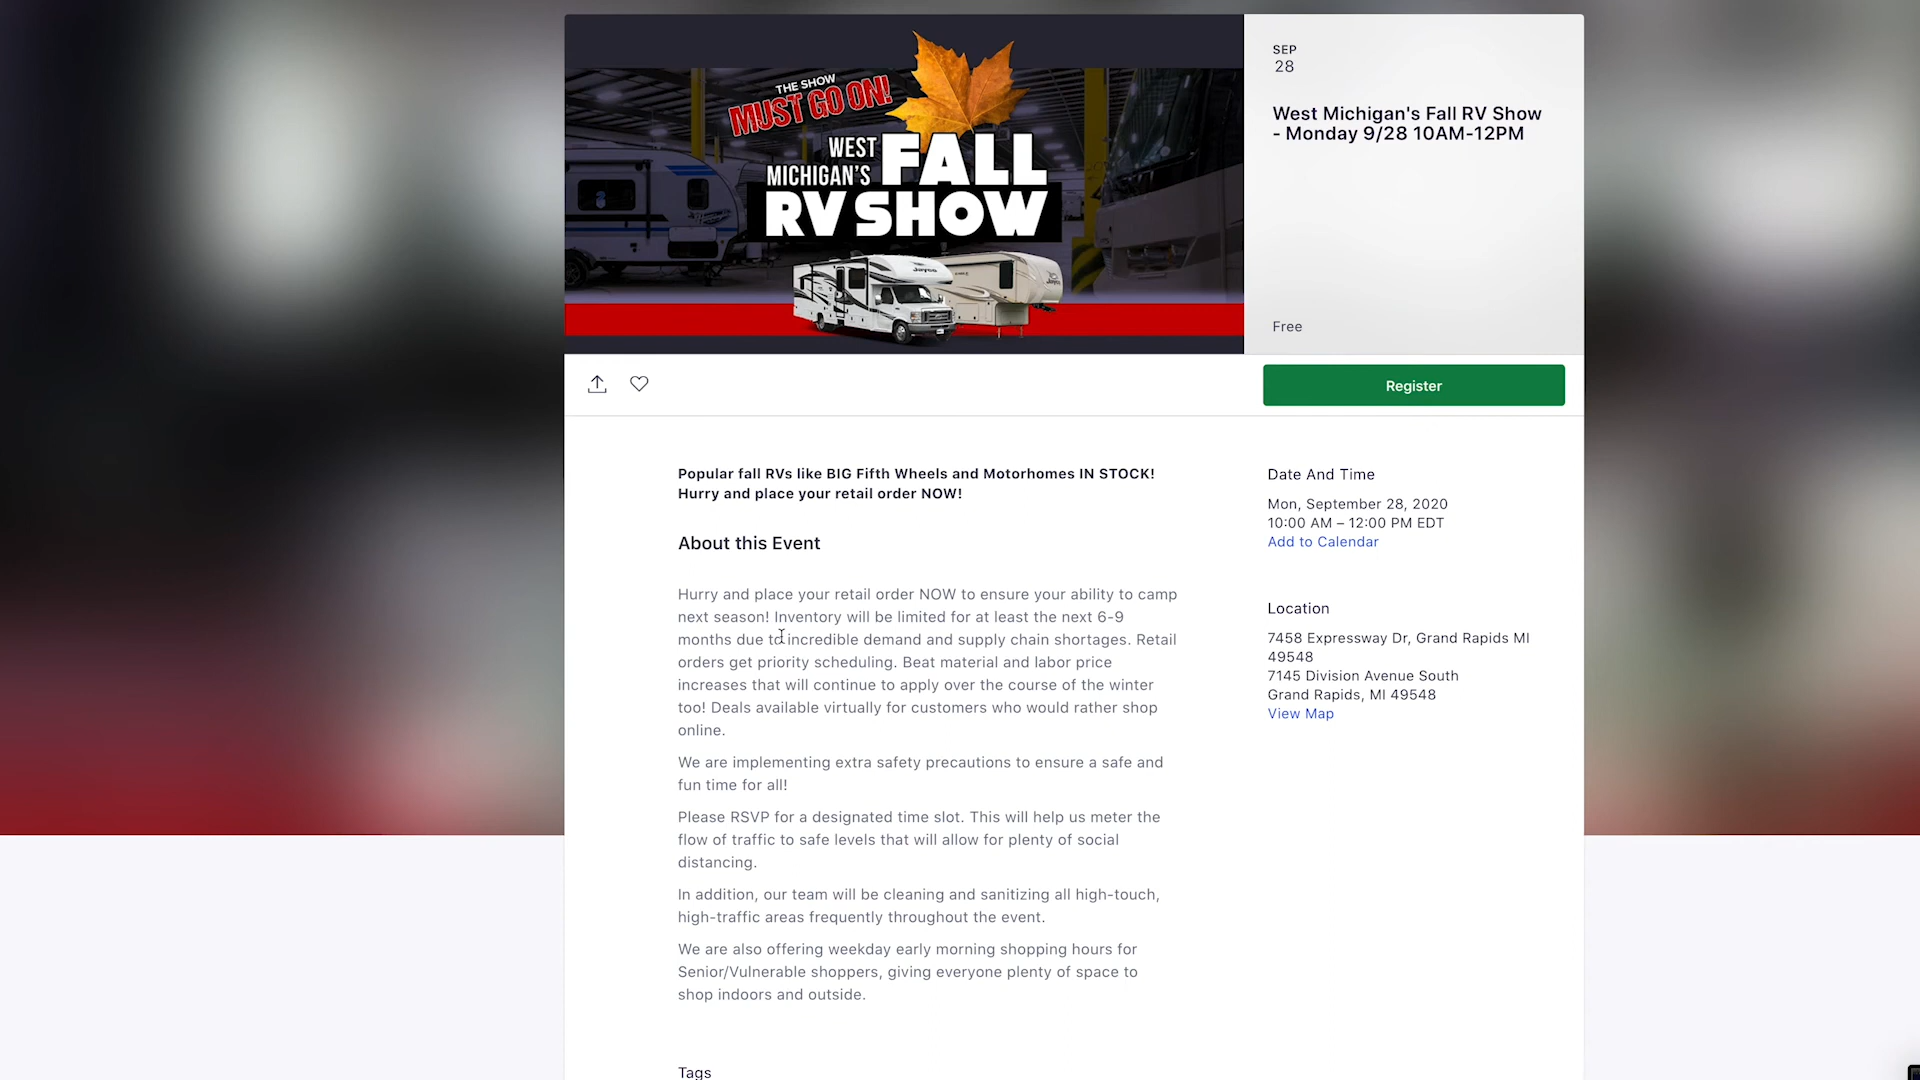 THE SHOW
MUST GO ON!
WEST
MICHIGAN'S
FALL
RV SHOW
Jayco
SEP
28
West Michigan's Fall RV Show
- Monday 9/28 10AM-12PM
Free
Register
Popular fall RVs like BIG Fifth Wheels and Motorhomes IN STOCK!
Hurry and place your retail order NOW!
About this Event
Hurry and place your retail order NOW to ensure your ability to camp
next season! Inventory will be limited for at least the next 6-9
months due to incredible demand and supply chain shortages. Retail
orders get priority scheduling. Beat material and labor price
increases that will continue to apply over the course of the winter
too! Deals available virtually for customers who would rather shop
online.
We are implementing extra safety precautions to ensure a safe and
fun time for all!
Please RSVP for a designated time slot. This will help us meter the
flow of traffic to safe levels that will allow for plenty of social
distancing.
In addition, our team will be cleaning and sanitizing all high-touch,
high-traffic areas frequently throughout the event.
We are also offering weekday early morning shopping hours for
Senior/Vulnerable shoppers, giving everyone plenty of space to
shop indoors and outside.
Tags
Date And Time
Mon, September 28, 2020
10:00 AM – 12:00 PM EDT
Add to Calendar
Location
7458 Expressway Dr, Grand Rapids MI
49548
7145 Division Avenue South
Grand Rapids, MI 49548
View Map